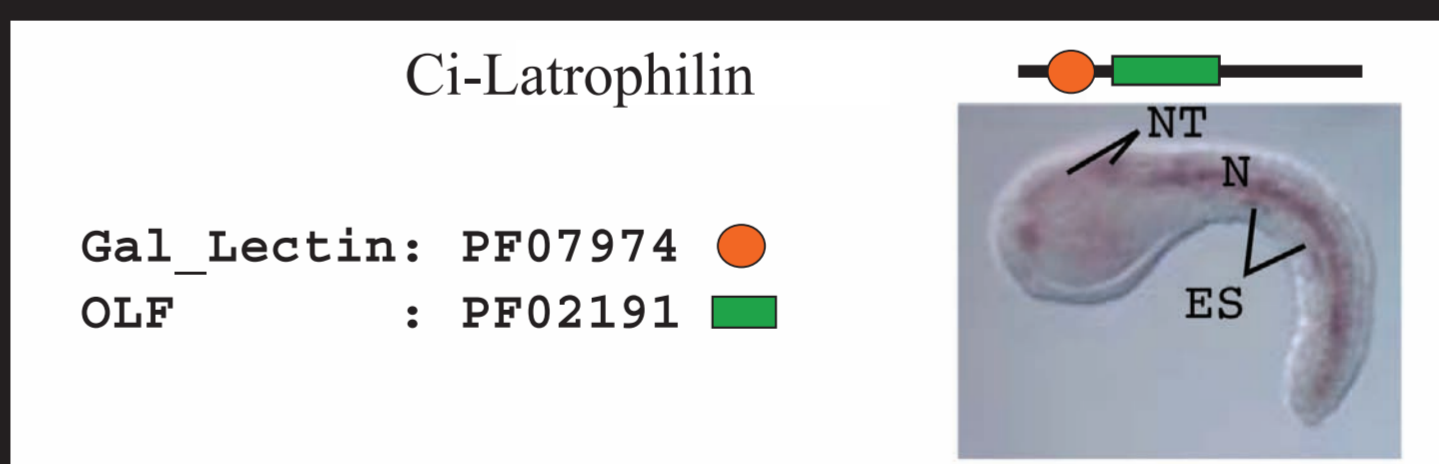 Ci-Latrophilin
Gal_Lectin: PF07974
OLF : PF02191
NT
N
ES